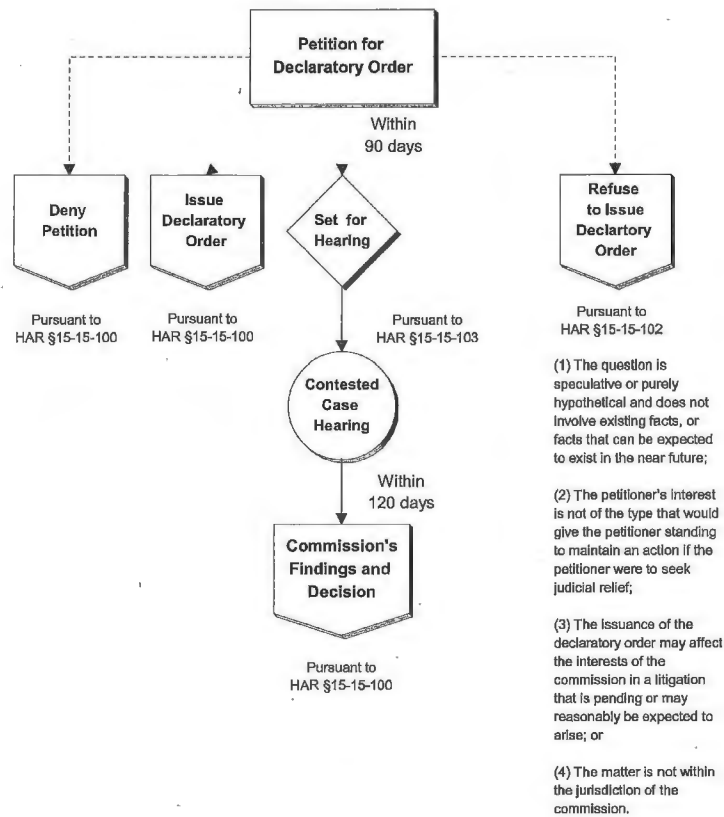 Petition for
Declaratory Order
Within
90 days
Deny
Petition
Issue
Declaratory
Order
Set for
Hearing
Refuse
to Issue
Declartory
Order
Pursuant to
HAR §15-15-100
Pursuant to
HAR §15-15-100
Pursuant to
HAR §15-15-103
Pursuant to
HAR §15-15-102
Contested
Case
Hearing
Within
120 days
Commission's
Findings and
Decision
Pursuant to
HAR §15-15-100
(1) The question is
speculative or purely
hypothetical and does not
involve existing facts, or
facts that can be expected
to exist in the near future;
(2) The petitioner's interest
is not of the type that would
give the petitioner standing
to maintain an action if the
petitioner were to seek
judicial relief;
(3) The issuance of the
declaratory order may affect
the interests of the
commission in a litigation
that is pending or may
reasonably be expected to
arise; or
(4) The matter is not within
the jurisdiction of the
commission.